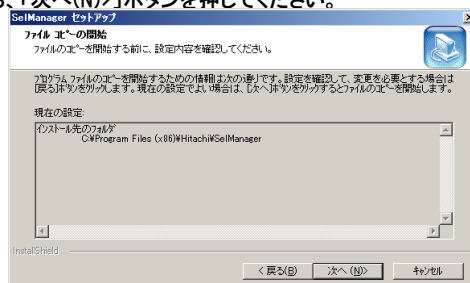 、「次へ(N)>」ボタンを押してください。
SelManager セットアップ
ファイル コピーの開始
ファイルのコピーを開始する前に、設定内容を確認してください。
プログラム ファイルのコピーを開始するための情報は次の通りです。設定を確認して、変更を必要とする場合は
[戻る]ボタンをクリックします。現在の設定でよい場合は、[次へ]ボタンをクリックするとファイルのコピーを開始します。
現在の設定:
インストール先のフォルダ
C:¥Program Files (x86)¥Hitachi¥SelManager
InstallShield
< 戻る(B)
次へ(N)>
キャンセル